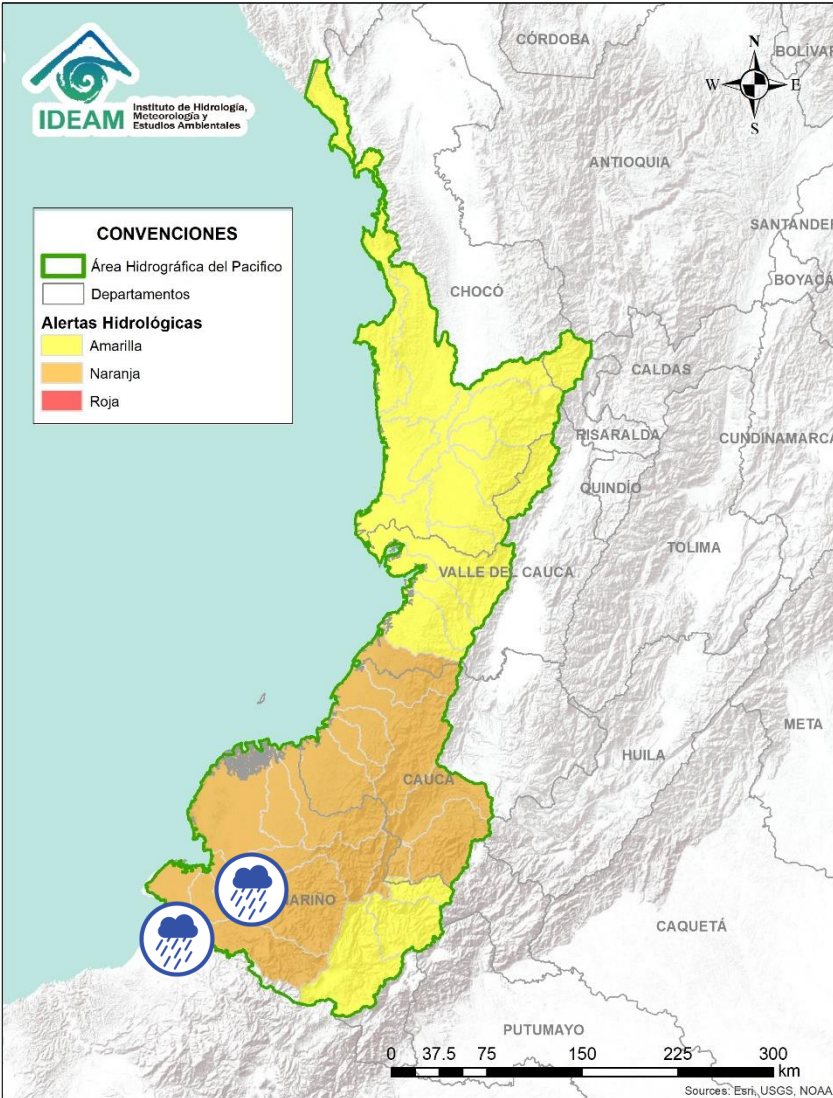 IDEAM
Instituto de Hidrología,
Meteorología y
Estudios Ambientales
CÓRDOBA
BOLÍVAR
N
W
E
S
ANTIOQUIA
SANTANDER
BOYACÁ
CONVENCIONES
Área Hidrográfica del Pacifico
Departamentos
Alertas Hidrológicas
Amarilla
Naranja
Roja
CHOCÓ
CALDAS
RISARALDA
CUNDINAMARCA
QUINDÍO
TOLIMA
VALLE DEL CAUCA
META
HUILA
CAUCA
ARIÑO
CAQUETÁ
PUTUMAYO
0 37.5 75 150 225 300
km
Sources: Esri, USGS, NOAA